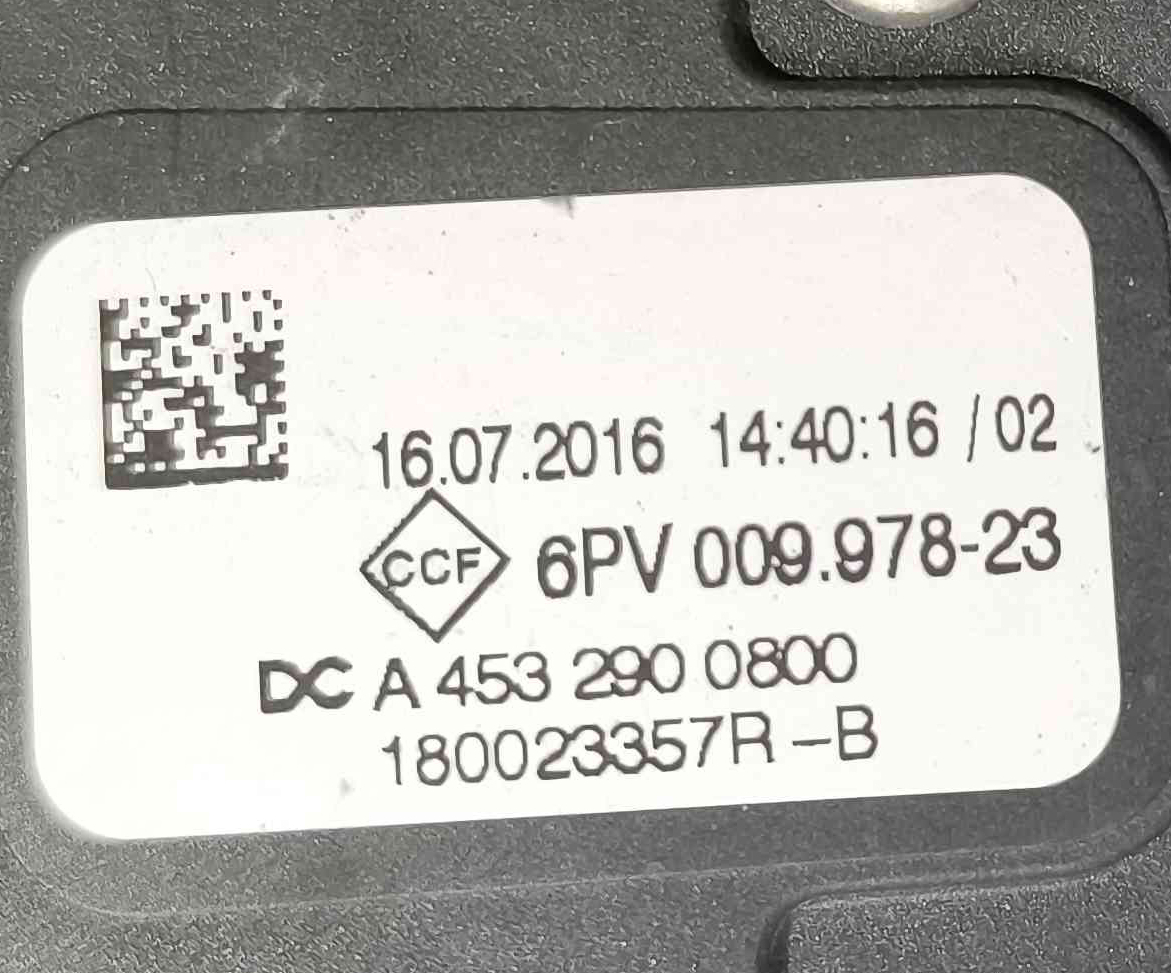 16.07.2016 14:40:16 / 02
CCF 6PV 009.978-23
DC A 453 290 0800
180023357R -B